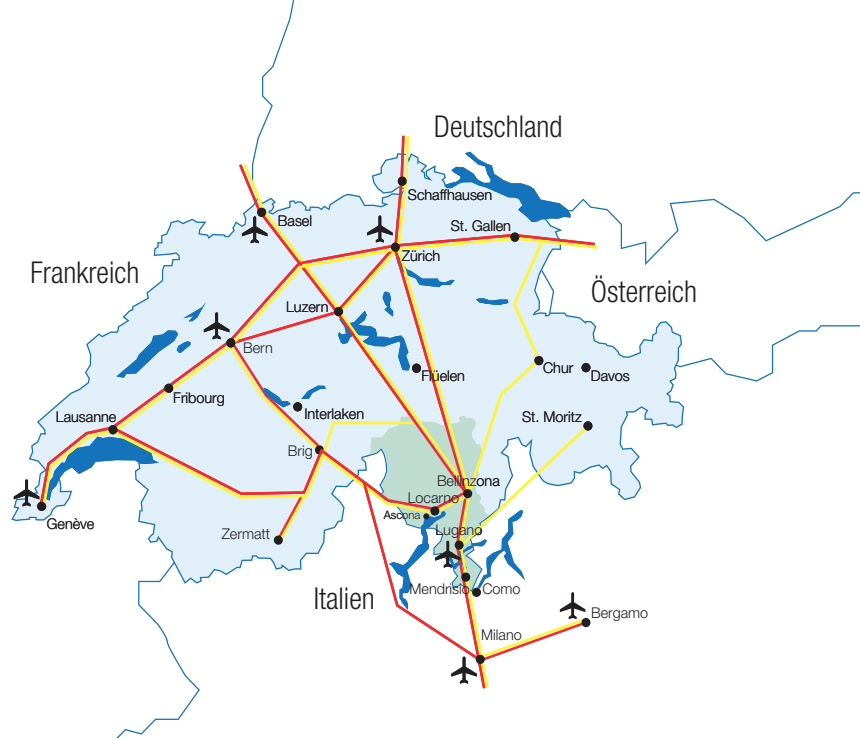 Deutschland
Schaffhausen
Basel
St. Gallen
Zürich
Frankreich
Österreich
Luzern
Bern
Flüelen
Chur
Davos
Fribourg
Interlaken
Lausanne
St. Moritz
Brig
Bellinzona
Locarno
Ascona
Genève
Zermatt
Lugano
Mendrisio
Como
Italien
Bergamo
Milano